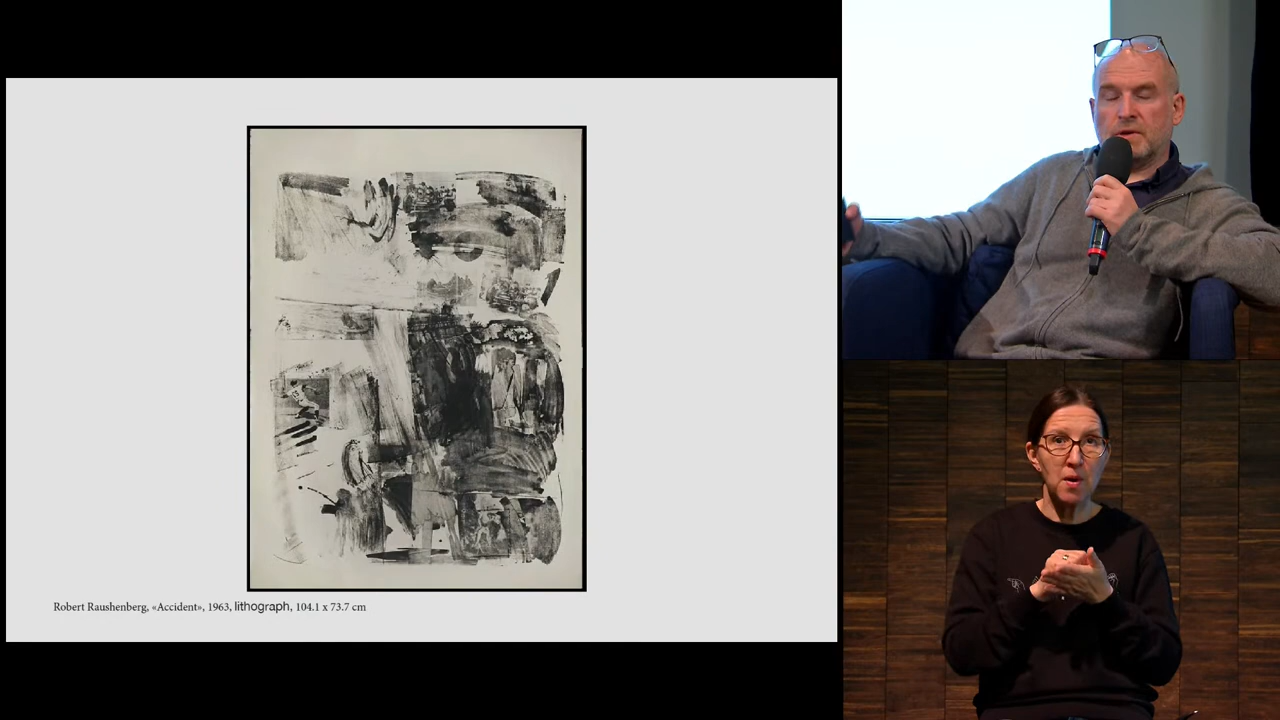 Robert Raushenberg, «Accident», 1963, lithograph, 104.1 x 73.7 cm